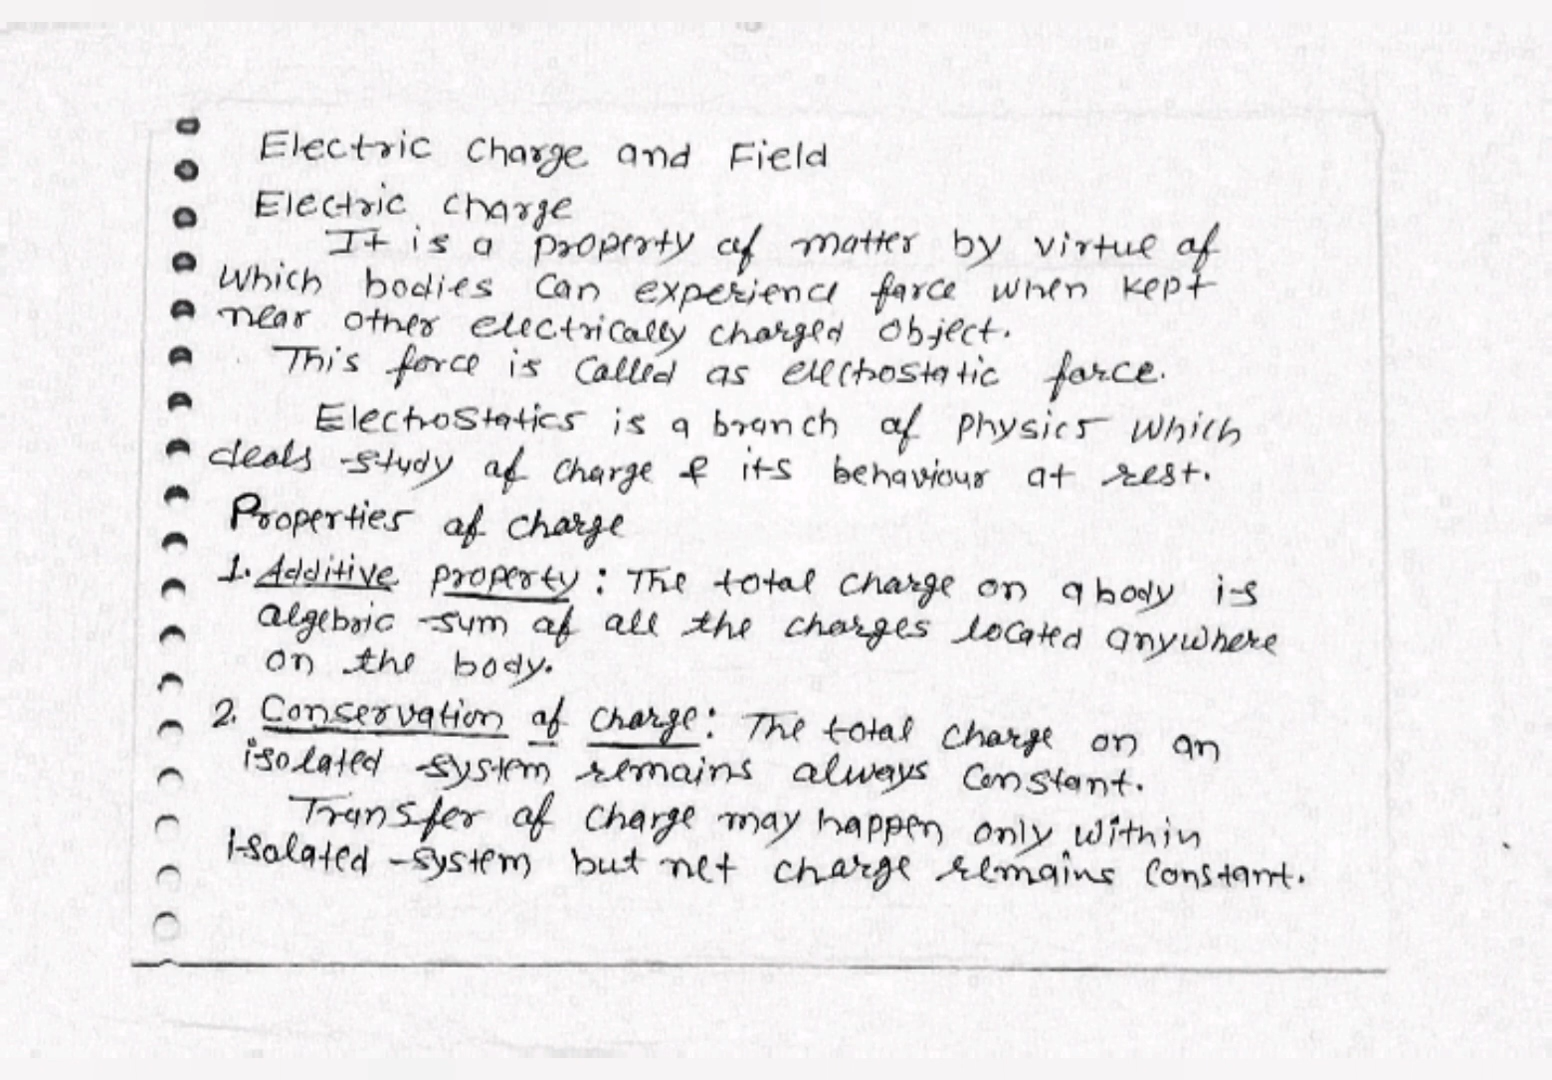 Electric Charge and Field
Electric charge
It is a property of matter by virtue of
which bodies can experience force when kept
near other electrically charged object.
This force is called as electrostatic force.
Electrostatics is a branch of physics which
deals study of charge & its behaviour at rest.
Properties of charge
1. Additive property : The total charge on a body is
algebric sum of all the charges located anywhere
on the body.
2. Conservation of charge : The total charge on an
isolated system remains always constant.
Transfer of charge may happen only within
isolated system but net charge remains constant.